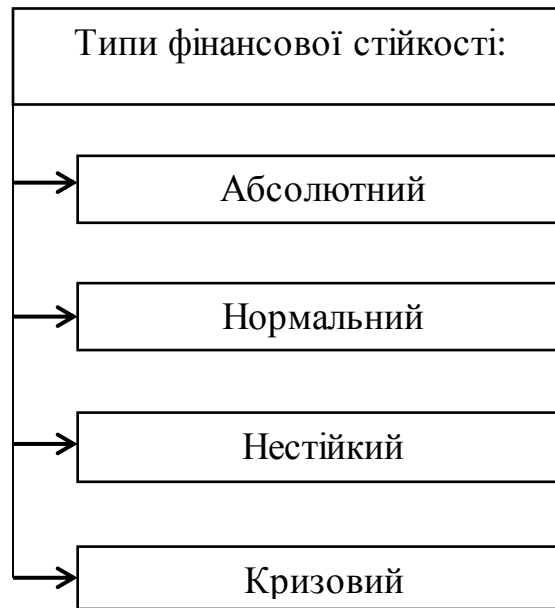 Типи фінансової стійкості:
Абсолютний
Нормальний
Нестійкий
Кризовий